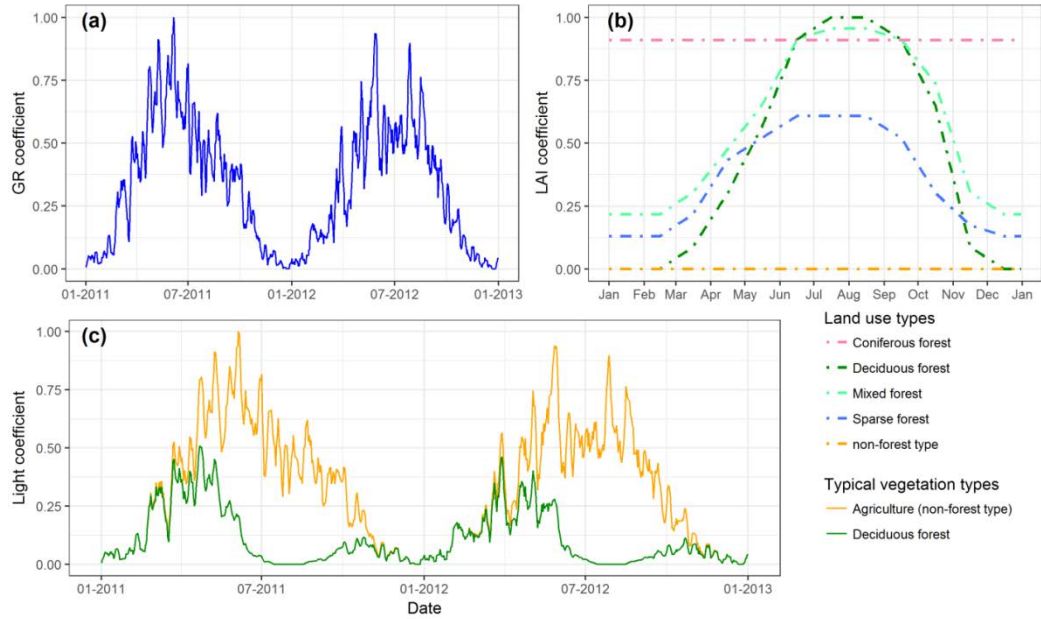 (a)
GR coefficient
1.00
0.75
0.50
0.25
0.00
01-2011
07-2011
01-2012
07-2012
01-2013
(b)
LAI coefficient
1.00
0.75
0.50
0.25
0.00
Jan
Feb
Mar
Apr
May
Jun
Jul
Aug
Sep
Oct
Nov
Dec
Jan
(c)
Light coefficient
1.00
0.75
0.50
0.25
0.00
01-2011
07-2011
01-2012
07-2012
01-2013
Date
Land use types
Coniferous forest
Deciduous forest
Mixed forest
Sparse forest
non-forest type
Typical vegetation types
Agriculture (non-forest type)
Deciduous forest